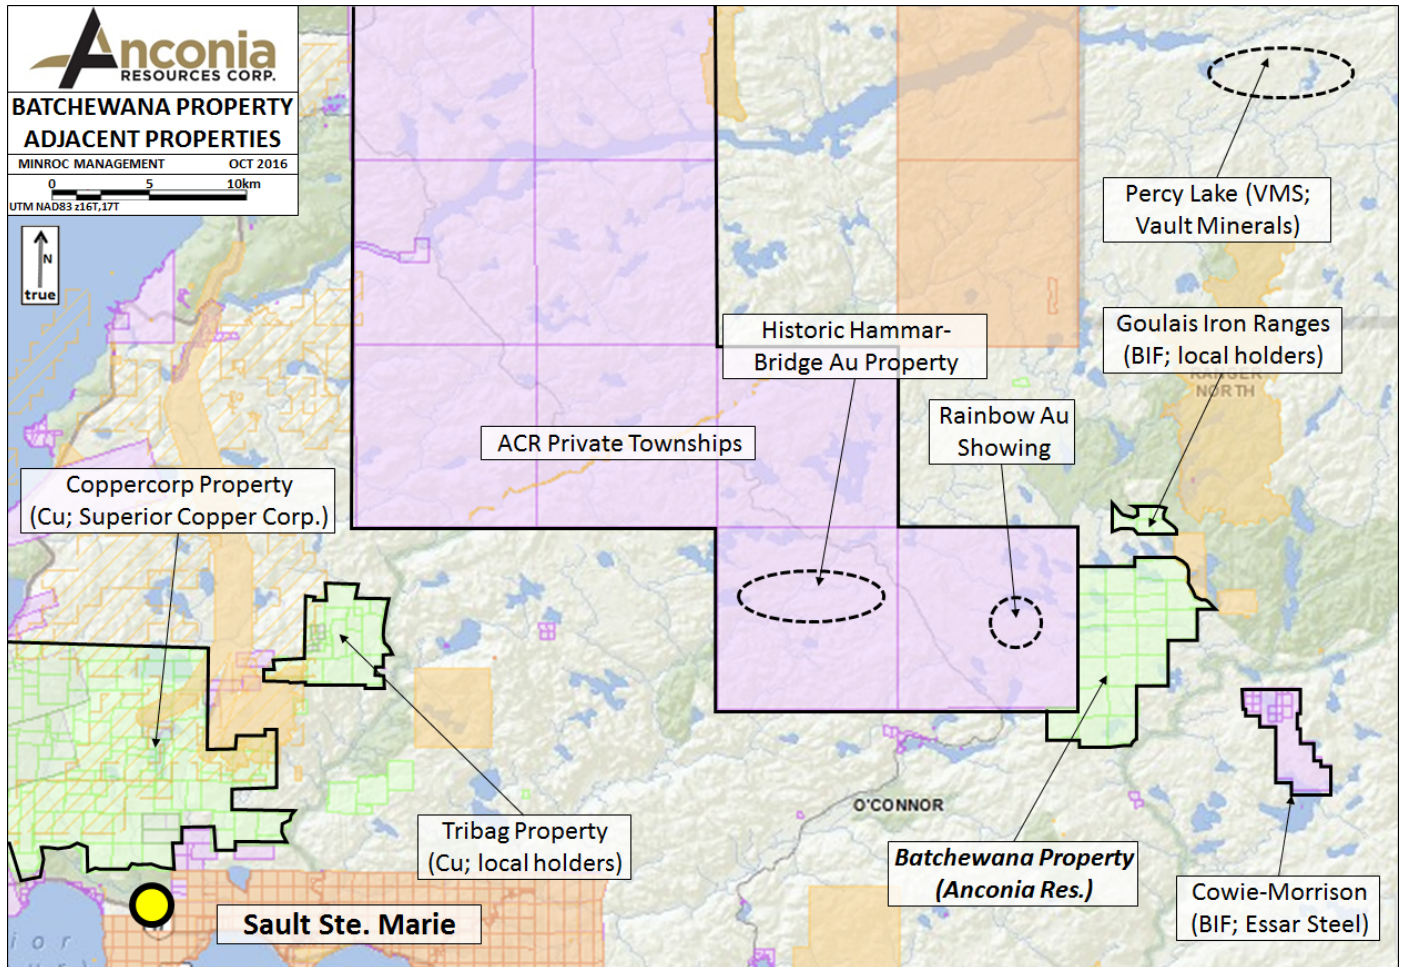 Anconia
RESOURCES CORP.
BATCHEWANA PROPERTY
ADJACENT PROPERTIES
MINROC MANAGEMENT OCT 2016
0 5 10km
UTM NAD83 z16T,17T
N
true
Percy Lake (VMS;
Vault Minerals)
Historic Hammar-
Bridge Au Property
Goulais Iron Ranges
(BIF; local holders)
RANGER
NORTH
Rainbow Au
Showing
ACR Private Townships
Coppercorp Property
(Cu; Superior Copper Corp.)
O'CONNOR
Tribag Property
(Cu; local holders)
Batchewana Property
(Anconia Res.)
Cowie-Morrison
(BIF; Essar Steel)
Sault Ste. Marie
ior